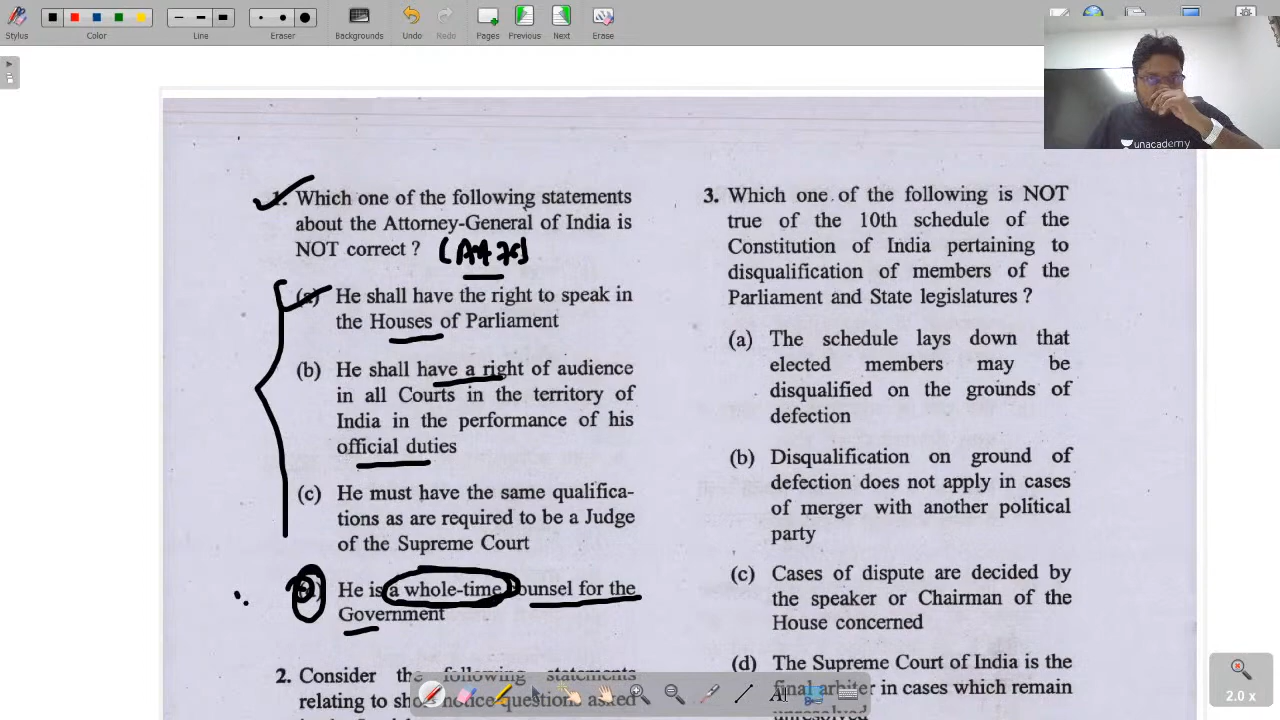 Stylus
Color
Line
Eraser
Backgrounds
Undo
Redo
Pages
Previous
Next
Erase
unacademy
1. Which one of the following statements
about the Attorney-General of India is
NOT correct ?
(a) He shall have the right to speak in
the Houses of Parliament
(b) He shall have a right of audience
in all Courts in the territory of
India in the performance of his
official duties
(c) He must have the same qualifica-
tions as are required to be a Judge
of the Supreme Court
He is a whole-time counsel for the
Government
2. Consider the following statements
relating to short notice questions asked
3. Which one of the following is NOT
true of the 10th schedule of the
Constitution of India pertaining to
disqualification of members of the
Parliament and State legislatures ?
(a) The schedule lays down that
elected members may be
disqualified on the grounds of
defection
(b) Disqualification on ground of
defection does not apply in cases
of merger with another political
party
(c) Cases of dispute are decided by
the speaker or Chairman of the
House concerned
(d) The Supreme Court of India is the
final arbiter in cases which remain
unresolved
2.0 x